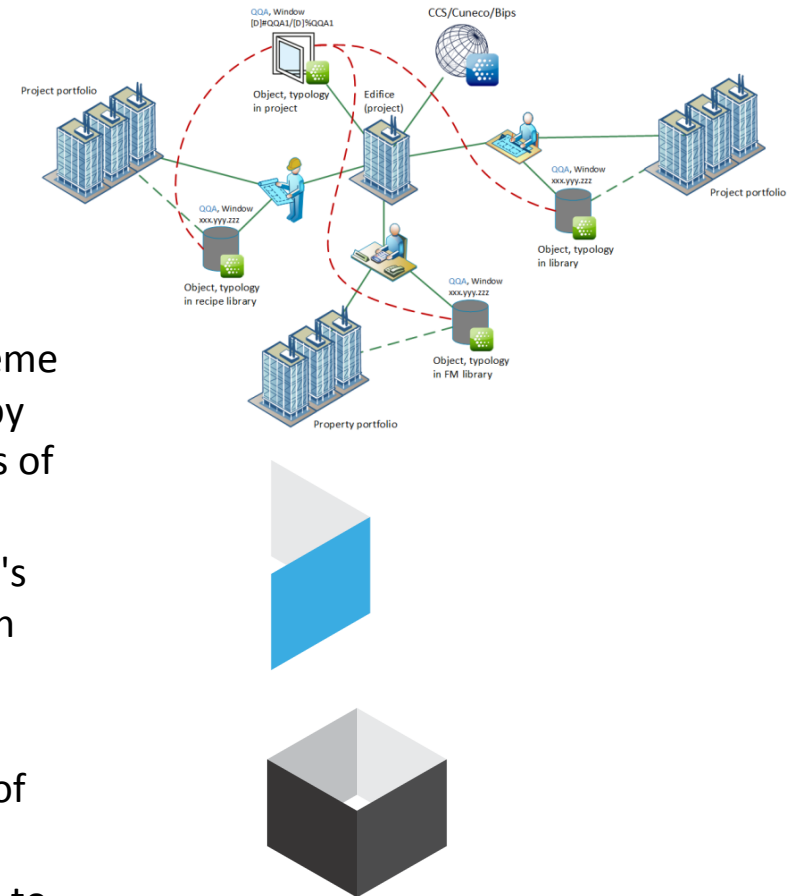 QQA, Window
[D]#QQA1/[D]%QQA1
CCS/Cuneco/Bips
Object, typology
in project
Edifice
(project)
Project portfolio
QQA, Window
xxx.yyy.zzz
Object, typology
in recipe library
QQA, Window
xxx.yyy.zzz
Object, typology
in library
Project portfolio
QQA, Window
xxx.yyy.zzz
Object, typology
in FM library
Property portfolio
s of
's
of